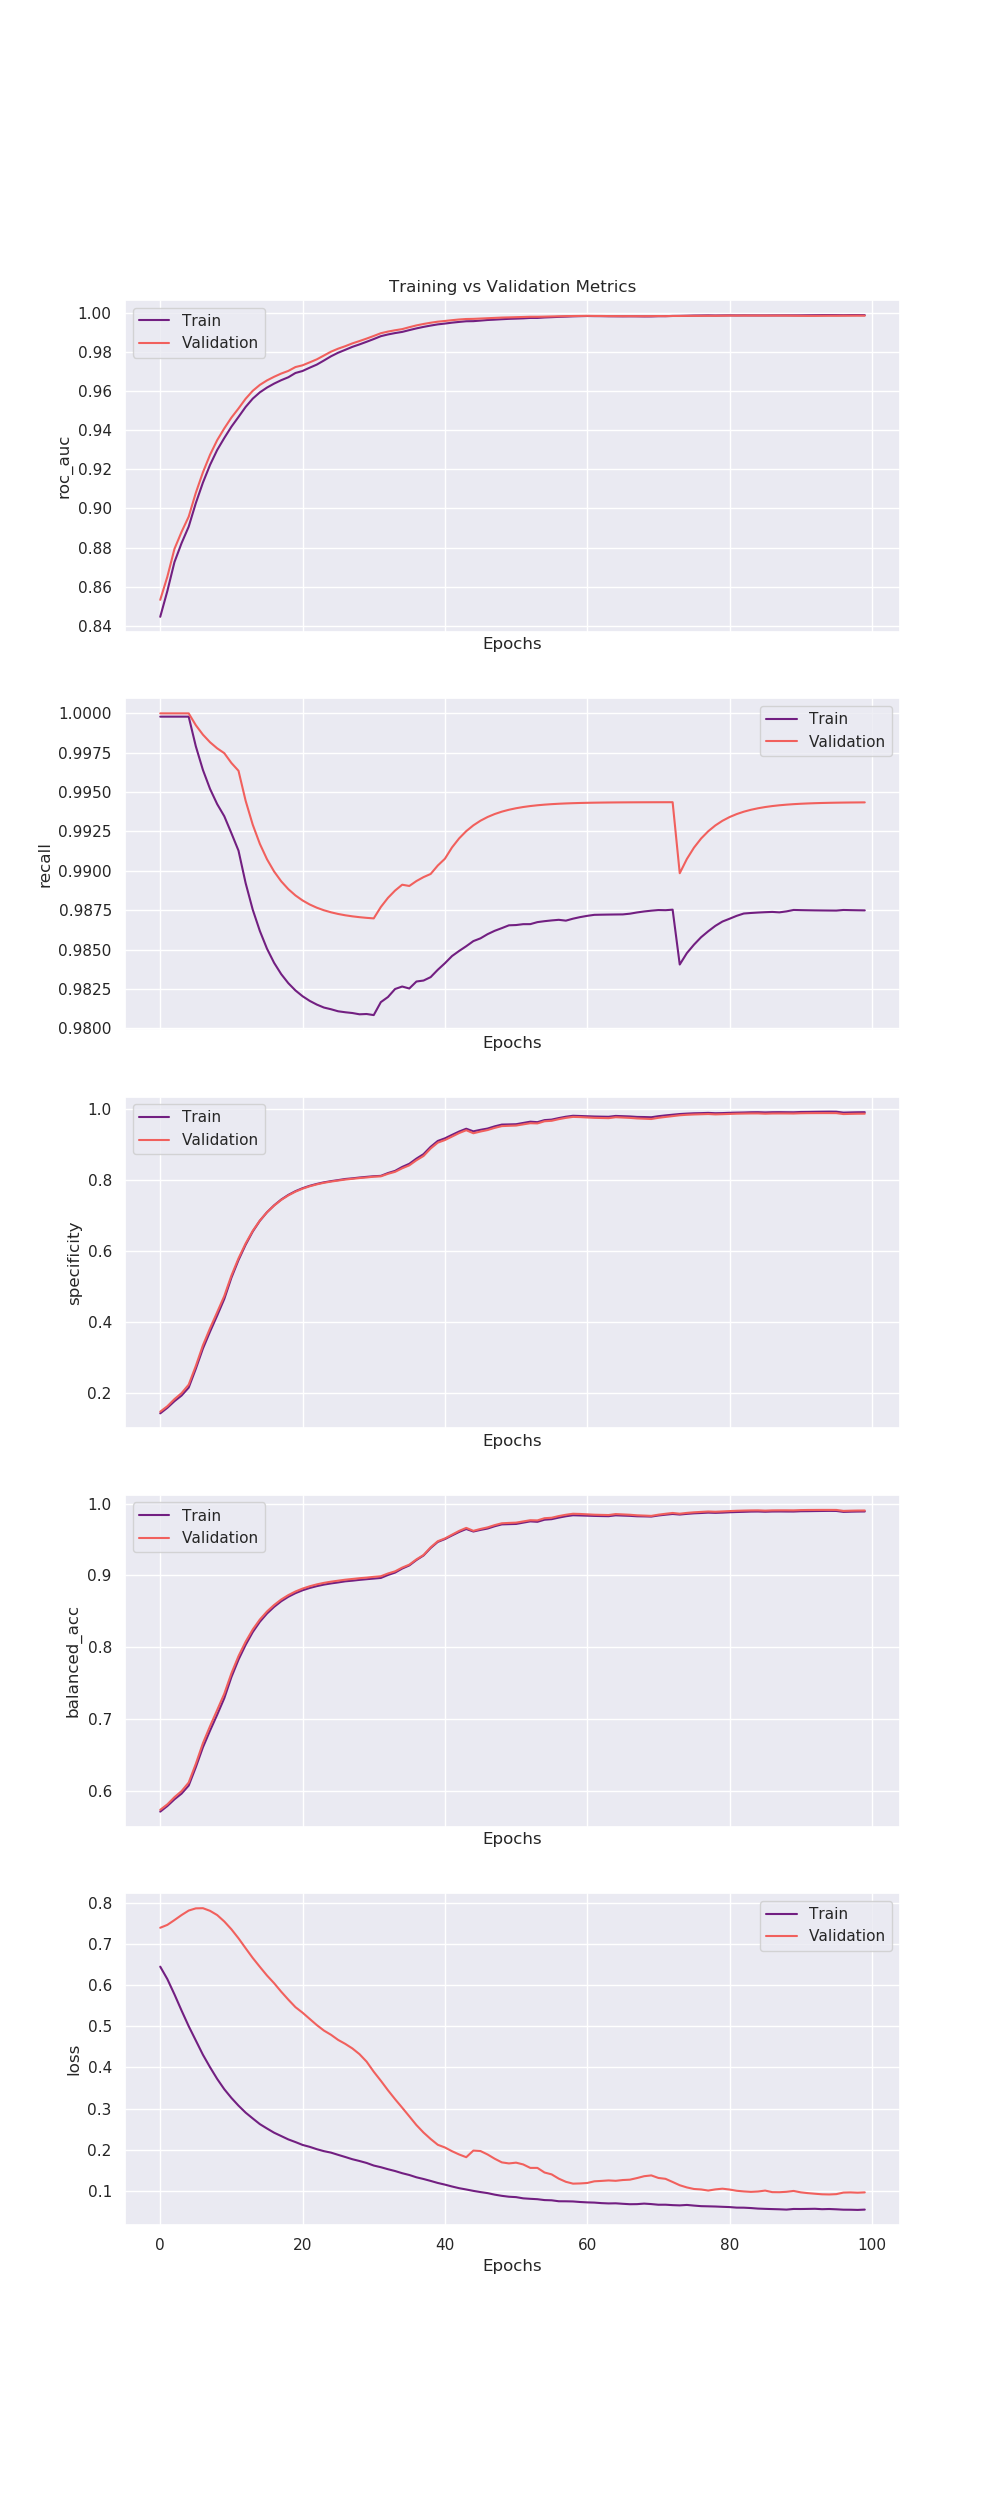 Training vs Validation Metrics
1.00
0.98
0.96
0.94
0.92
0.90
0.88
0.86
0.84
roc_auc
Train
Validation
Epochs
1.0000
0.9975
0.9950
0.9925
0.9900
0.9875
0.9850
0.9825
0.9800
recall
Train
Validation
Epochs
1.0
0.8
0.6
0.4
0.2
specificity
Train
Validation
Epochs
1.0
0.9
0.8
0.7
0.6
balanced_acc
Train
Validation
Epochs
0.8
0.7
0.6
0.5
0.4
0.3
0.2
0.1
loss
Train
Validation
0 20 40 60 80 100
Epochs